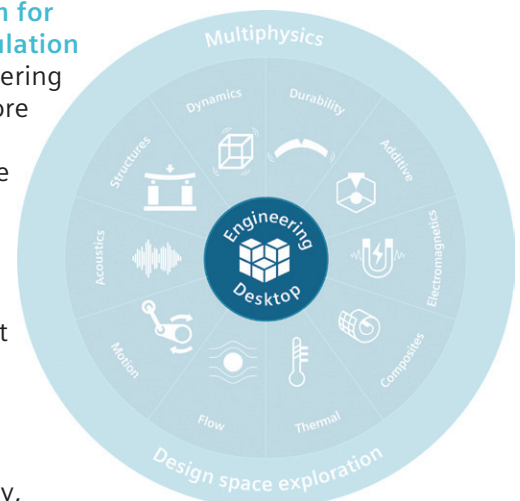 n for
ulation
ering
ore
e
t
y,
Multiphysics
Dynamics
Durability
Structures
Additive
Acoustics
Electromagnetics
Engineering
Desktop
Motion
Composites
Flow
Thermal
Design space exploration